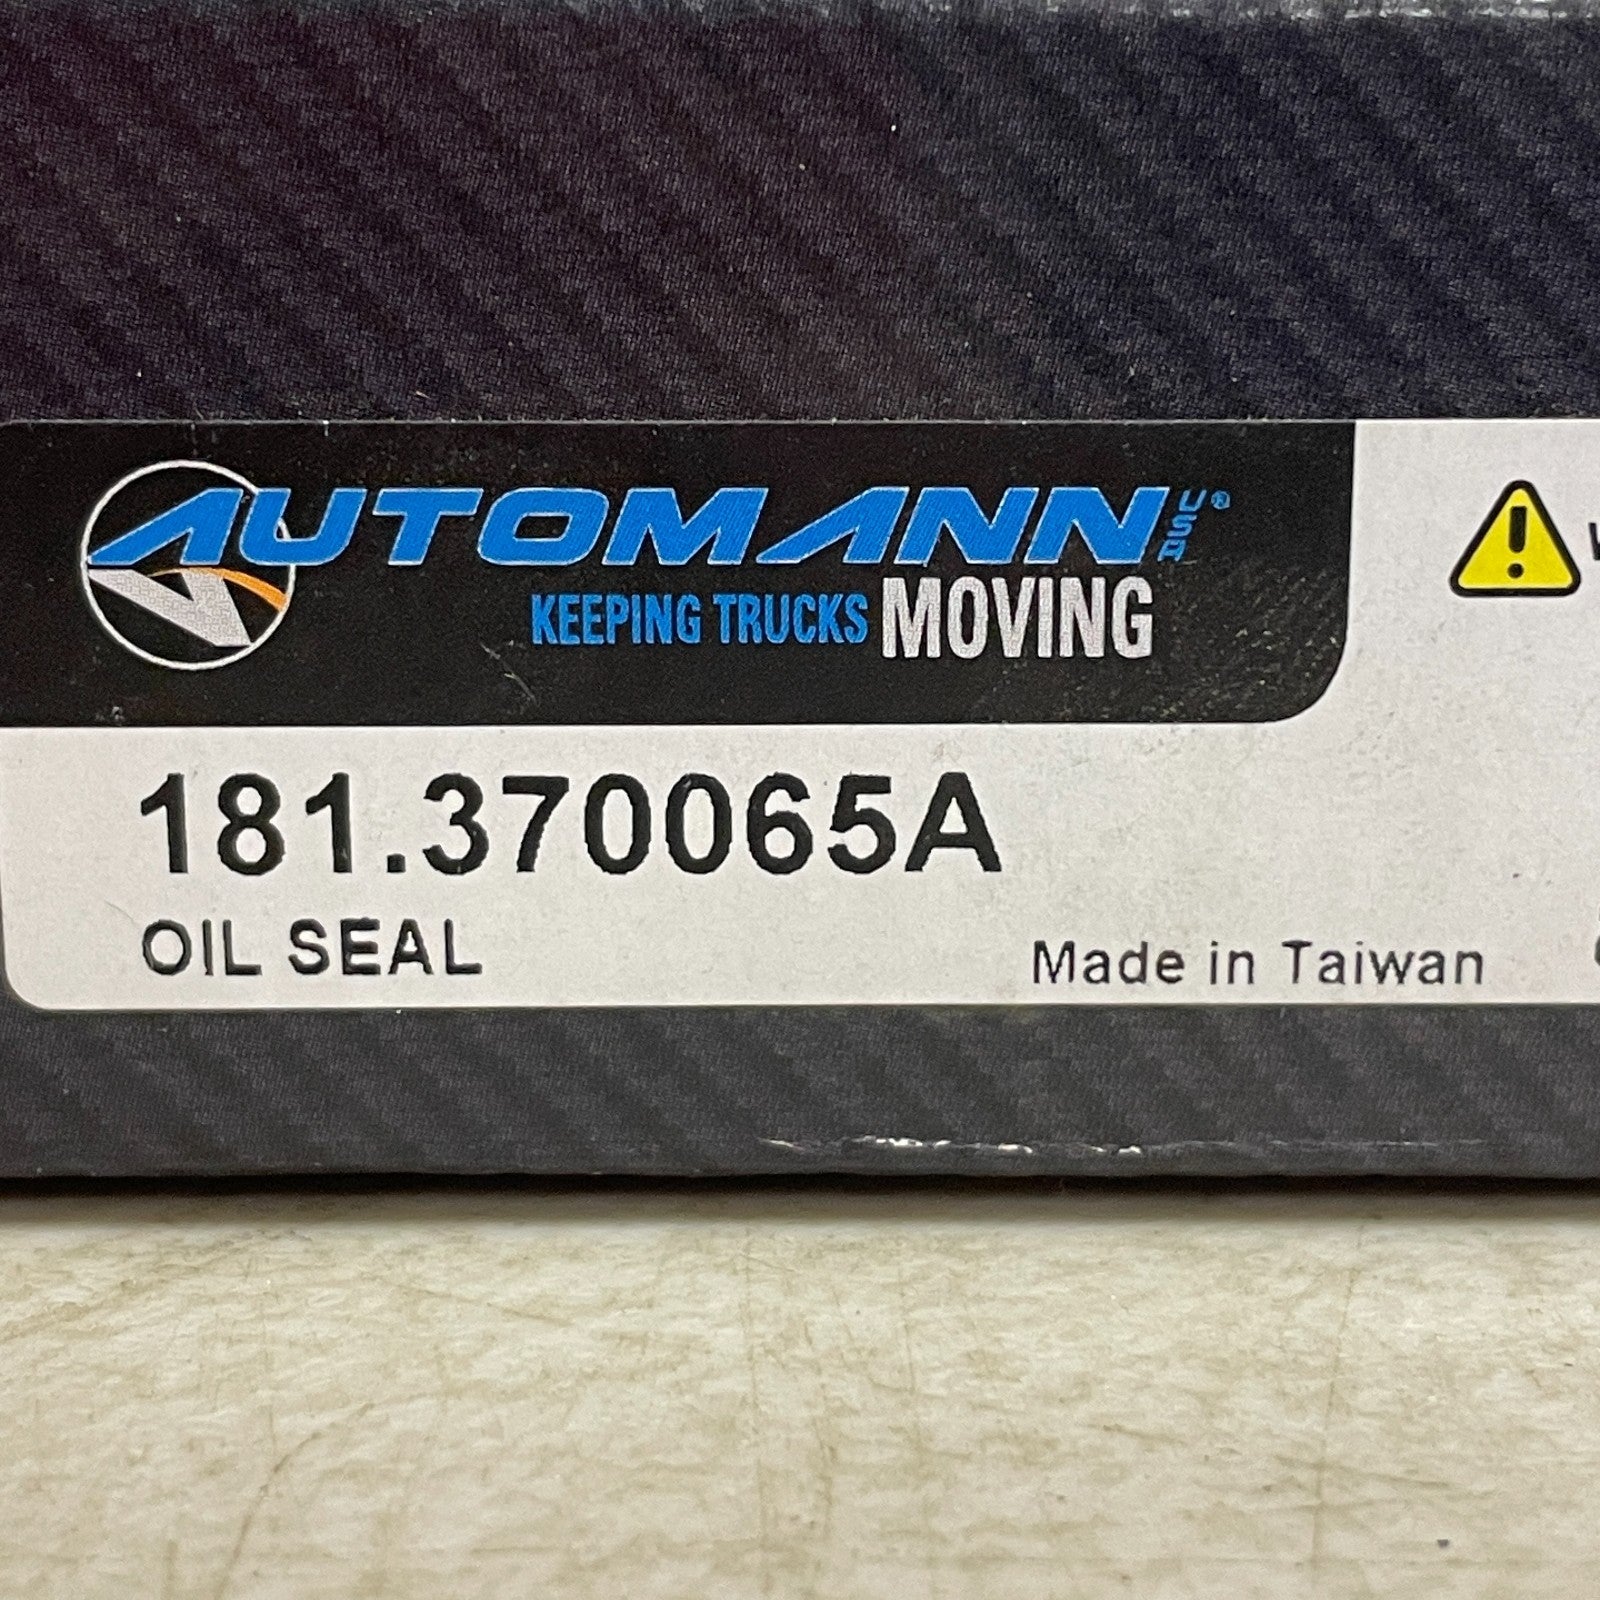 AUTOMANN USA®
KEEPING TRUCKS MOVING
181.370065A
OIL SEAL
Made in Taiwan